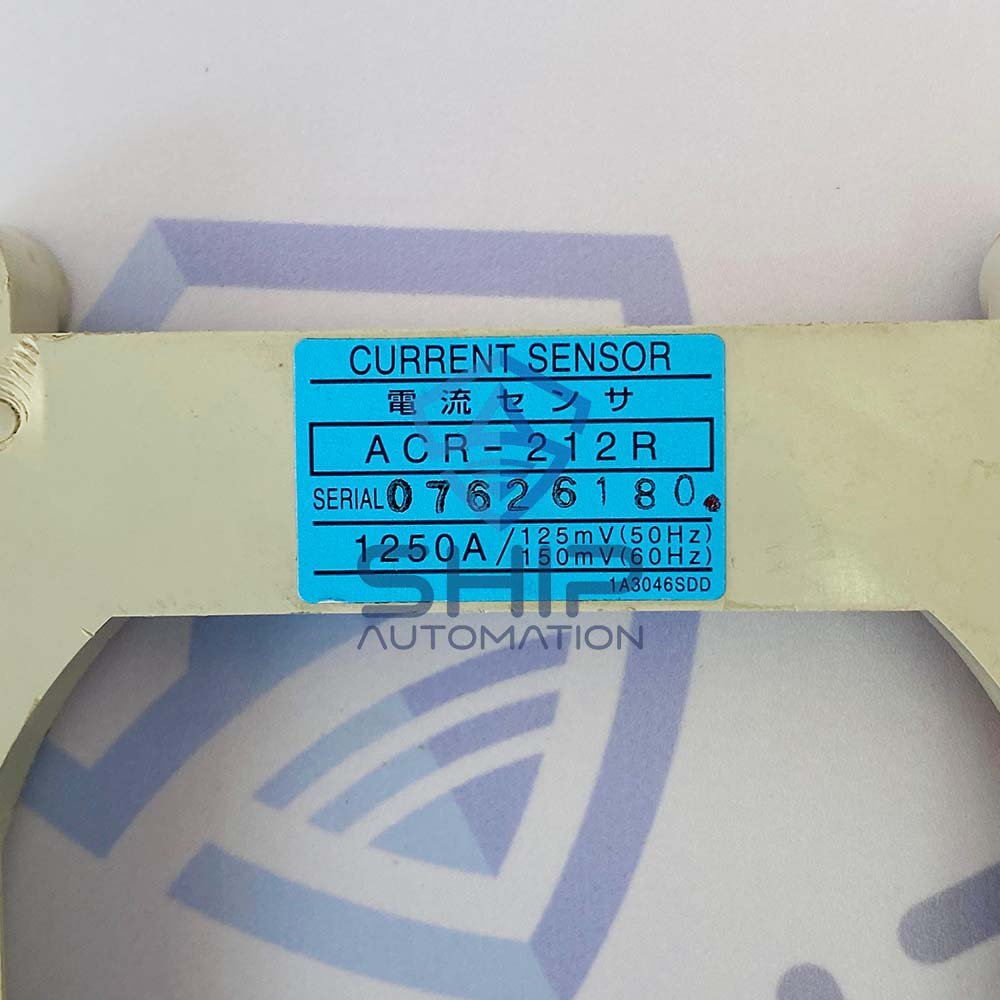 CURRENT SENSOR
電流センサ
ACR-212R
SERIAL 07626180.
1250A/125mV(50Hz)
150mV(60Hz)
1A3046SDD
SHIP
AUTOMATION